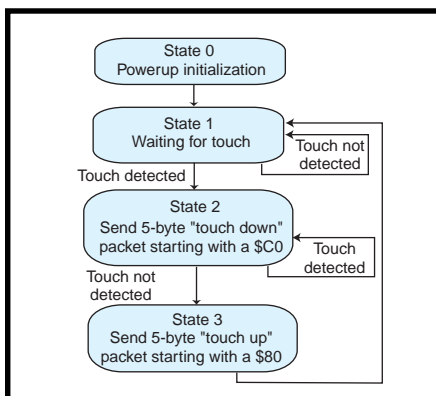 State 0
Powerup initialization
State 1
Waiting for touch
Touch not
detected
Touch detected
State 2
Send 5-byte "touch down"
packet starting with a $C0
Touch
detected
Touch not
detected
State 3
Send 5-byte "touch up"
packet starting with a $80